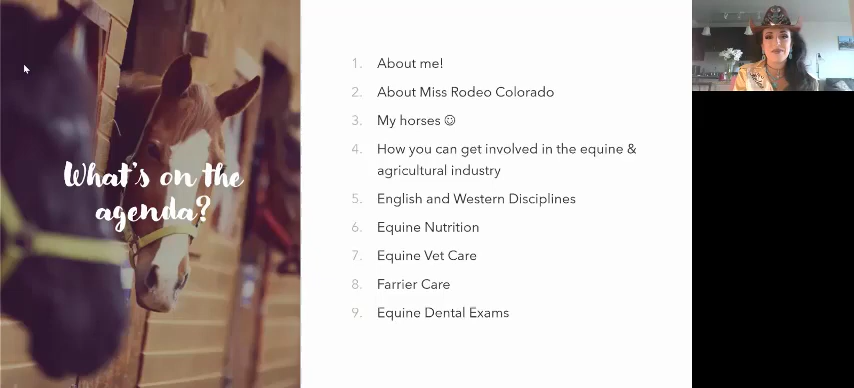 What's on the
agenda?
1. About me!
2. About Miss Rodeo Colorado
3. My horses ☺
4. How you can get involved in the equine &
agricultural industry
5. English and Western Disciplines
6. Equine Nutrition
7. Equine Vet Care
8. Farrier Care
9. Equine Dental Exams